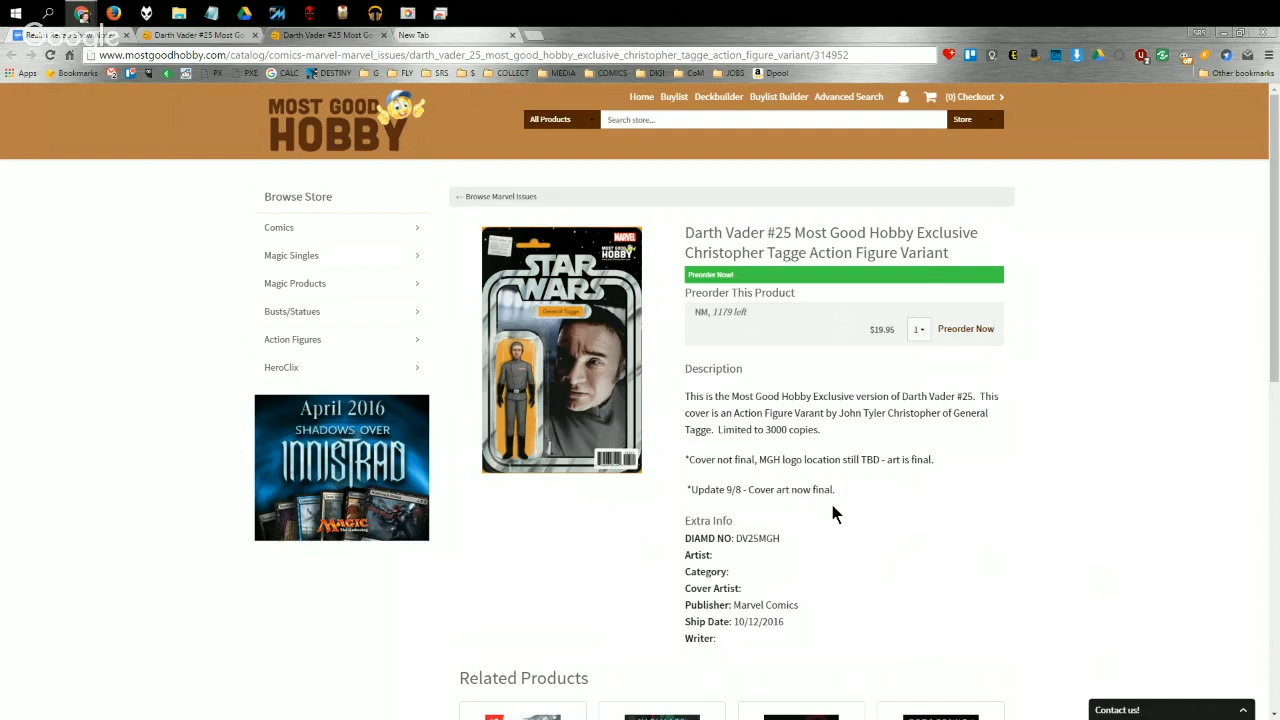 Google
Darth Vader #25 Most
Darth Vader #25 Most
New Tab
SRS
www.mostgoodhobby.com/catalog/comics-marvel-marvel_issues/darth_vader_25_most_good_hobby_exclusive_christopher_tagge_action_figure_variant/314952
Apps Bookmarks PX PXE CALC DESTINY G FLY SRS $ COLLECT MEDIA COMICS DIGI CoM JOBS Dpool Other bookmarks
MOST GOOD
HOBBY
Home Buylist Deckbuilder Buylist Builder Advanced Search (0) Checkout
All Products Search store... Store
Browse Store
Comics
Magic Singles
Magic Products
Busts/Statues
Action Figures
HeroClix
April 2016
SHADOWS OVER
INNISTRAD
MAGIC
← Browse Marvel Issues
MARVEL
MOST GOOD
HOBBY
STAR
WARS
General Tagge
Darth Vader #25 Most Good Hobby Exclusive
Christopher Tagge Action Figure Variant
Preorder Now!
Preorder This Product
NM, 1179 left
$19.95 1 Preorder Now
Description
This is the Most Good Hobby Exclusive version of Darth Vader #25. This
cover is an Action Figure Varant by John Tyler Christopher of General
Tagge. Limited to 3000 copies.
*Cover not final, MGH logo location still TBD - art is final.
*Update 9/8 - Cover art now final.
Extra Info
DIAMD NO: DV25MGH
Artist:
Category:
Cover Artist:
Publisher: Marvel Comics
Ship Date: 10/12/2016
Writer:
Related Products
Contact us!